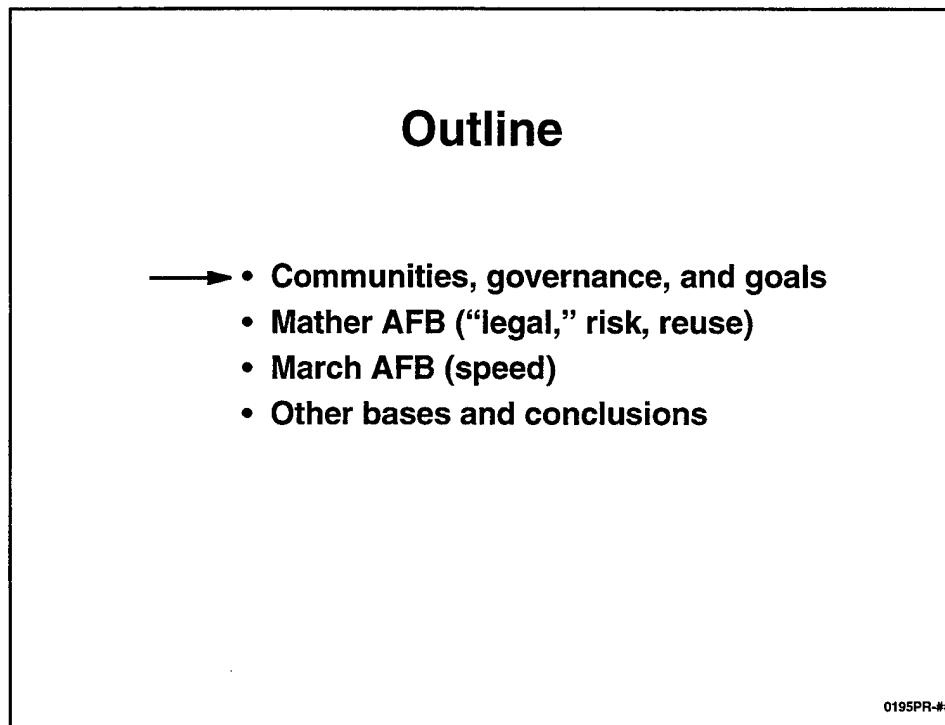 Outline
• Communities, governance, and goals
• Mather AFB (“legal,” risk, reuse)
• March AFB (speed)
• Other bases and conclusions
0195PR-#